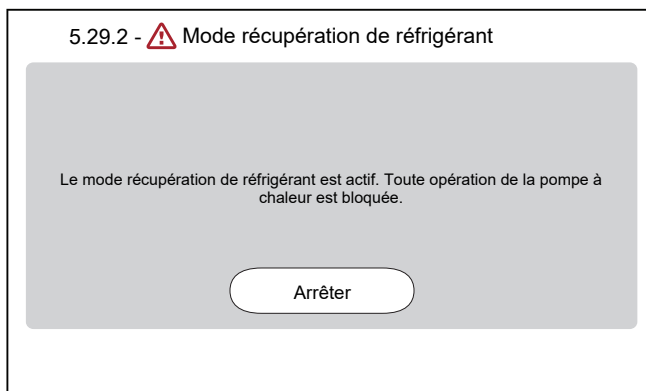 5.29.2 - Mode récupération de réfrigérant
Le mode récupération de réfrigérant est actif. Toute opération de la pompe à
chaleur est bloquée.
Arrêter